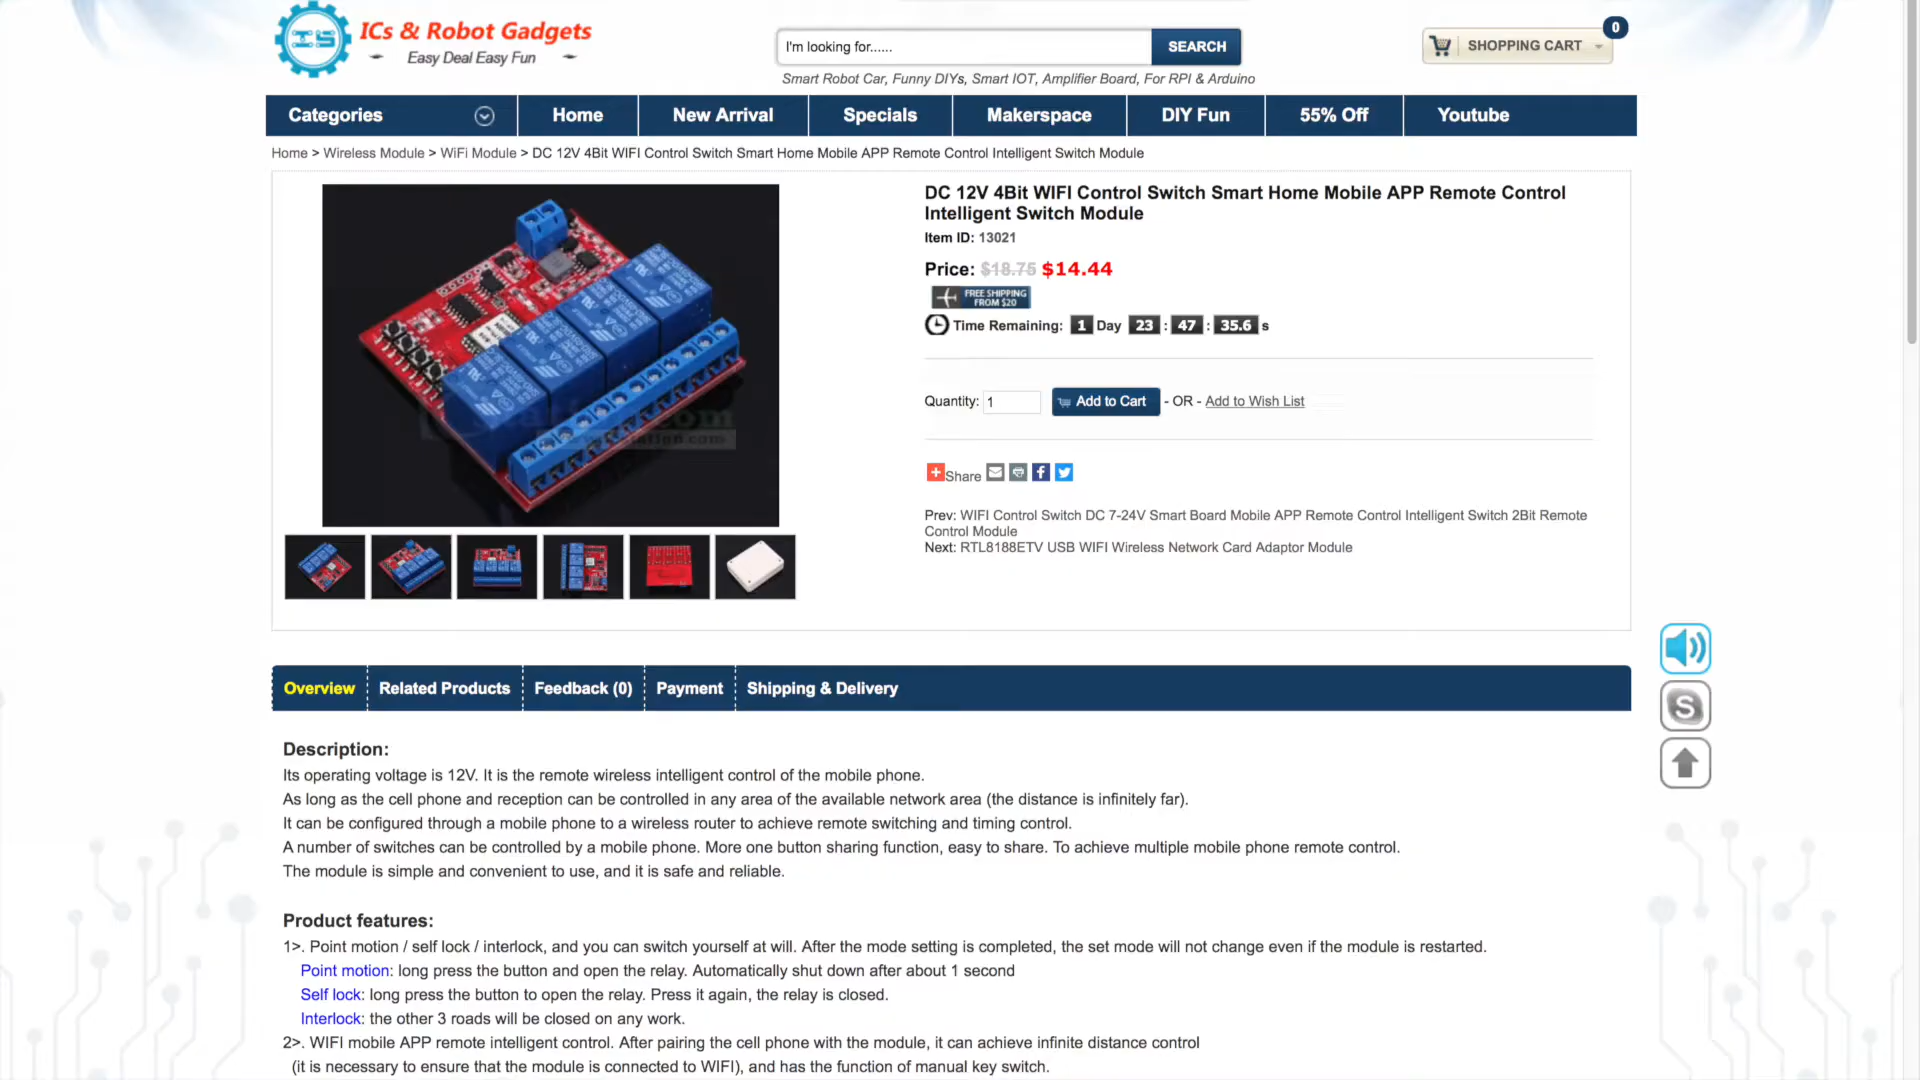 ICs & Robot Gadgets
Easy Deal Easy Fun
I'm looking for......
SEARCH
Smart Robot Car, Funny DIYs, Smart IOT, Amplifier Board, For RPI & Arduino
SHOPPING CART
0
Categories
Home
New Arrival
Specials
Makerspace
DIY Fun
55% Off
Youtube
Home > Wireless Module > WiFi Module > DC 12V 4Bit WIFI Control Switch Smart Home Mobile APP Remote Control Intelligent Switch Module
DC 12V 4Bit WIFI Control Switch Smart Home Mobile APP Remote Control
Intelligent Switch Module
Item ID: 13021
Price: $18.75 $14.44
FREE SHIPPING
FROM $20
Time Remaining: 1 Day 23 : 47 : 35.6 s
Quantity: 1 Add to Cart - OR - Add to Wish List
Share
Prev: WIFI Control Switch DC 7-24V Smart Board Mobile APP Remote Control Intelligent Switch 2Bit Remote
Control Module
Next: RTL8188ETV USB WIFI Wireless Network Card Adaptor Module
Overview
Related Products
Feedback (0)
Payment
Shipping & Delivery
Description:
Its operating voltage is 12V. It is the remote wireless intelligent control of the mobile phone.
As long as the cell phone and reception can be controlled in any area of the available network area (the distance is infinitely far).
It can be configured through a mobile phone to a wireless router to achieve remote switching and timing control.
A number of switches can be controlled by a mobile phone. More one button sharing function, easy to share. To achieve multiple mobile phone remote control.
The module is simple and convenient to use, and it is safe and reliable.
Product features:
1>. Point motion / self lock / interlock, and you can switch yourself at will. After the mode setting is completed, the set mode will not change even if the module is restarted.
Point motion: long press the button and open the relay. Automatically shut down after about 1 second
Self lock: long press the button to open the relay. Press it again, the relay is closed.
Interlock: the other 3 roads will be closed on any work.
2>. WIFI mobile APP remote intelligent control. After pairing the cell phone with the module, it can achieve infinite distance control
(it is necessary to ensure that the module is connected to WIFI), and has the function of manual key switch.